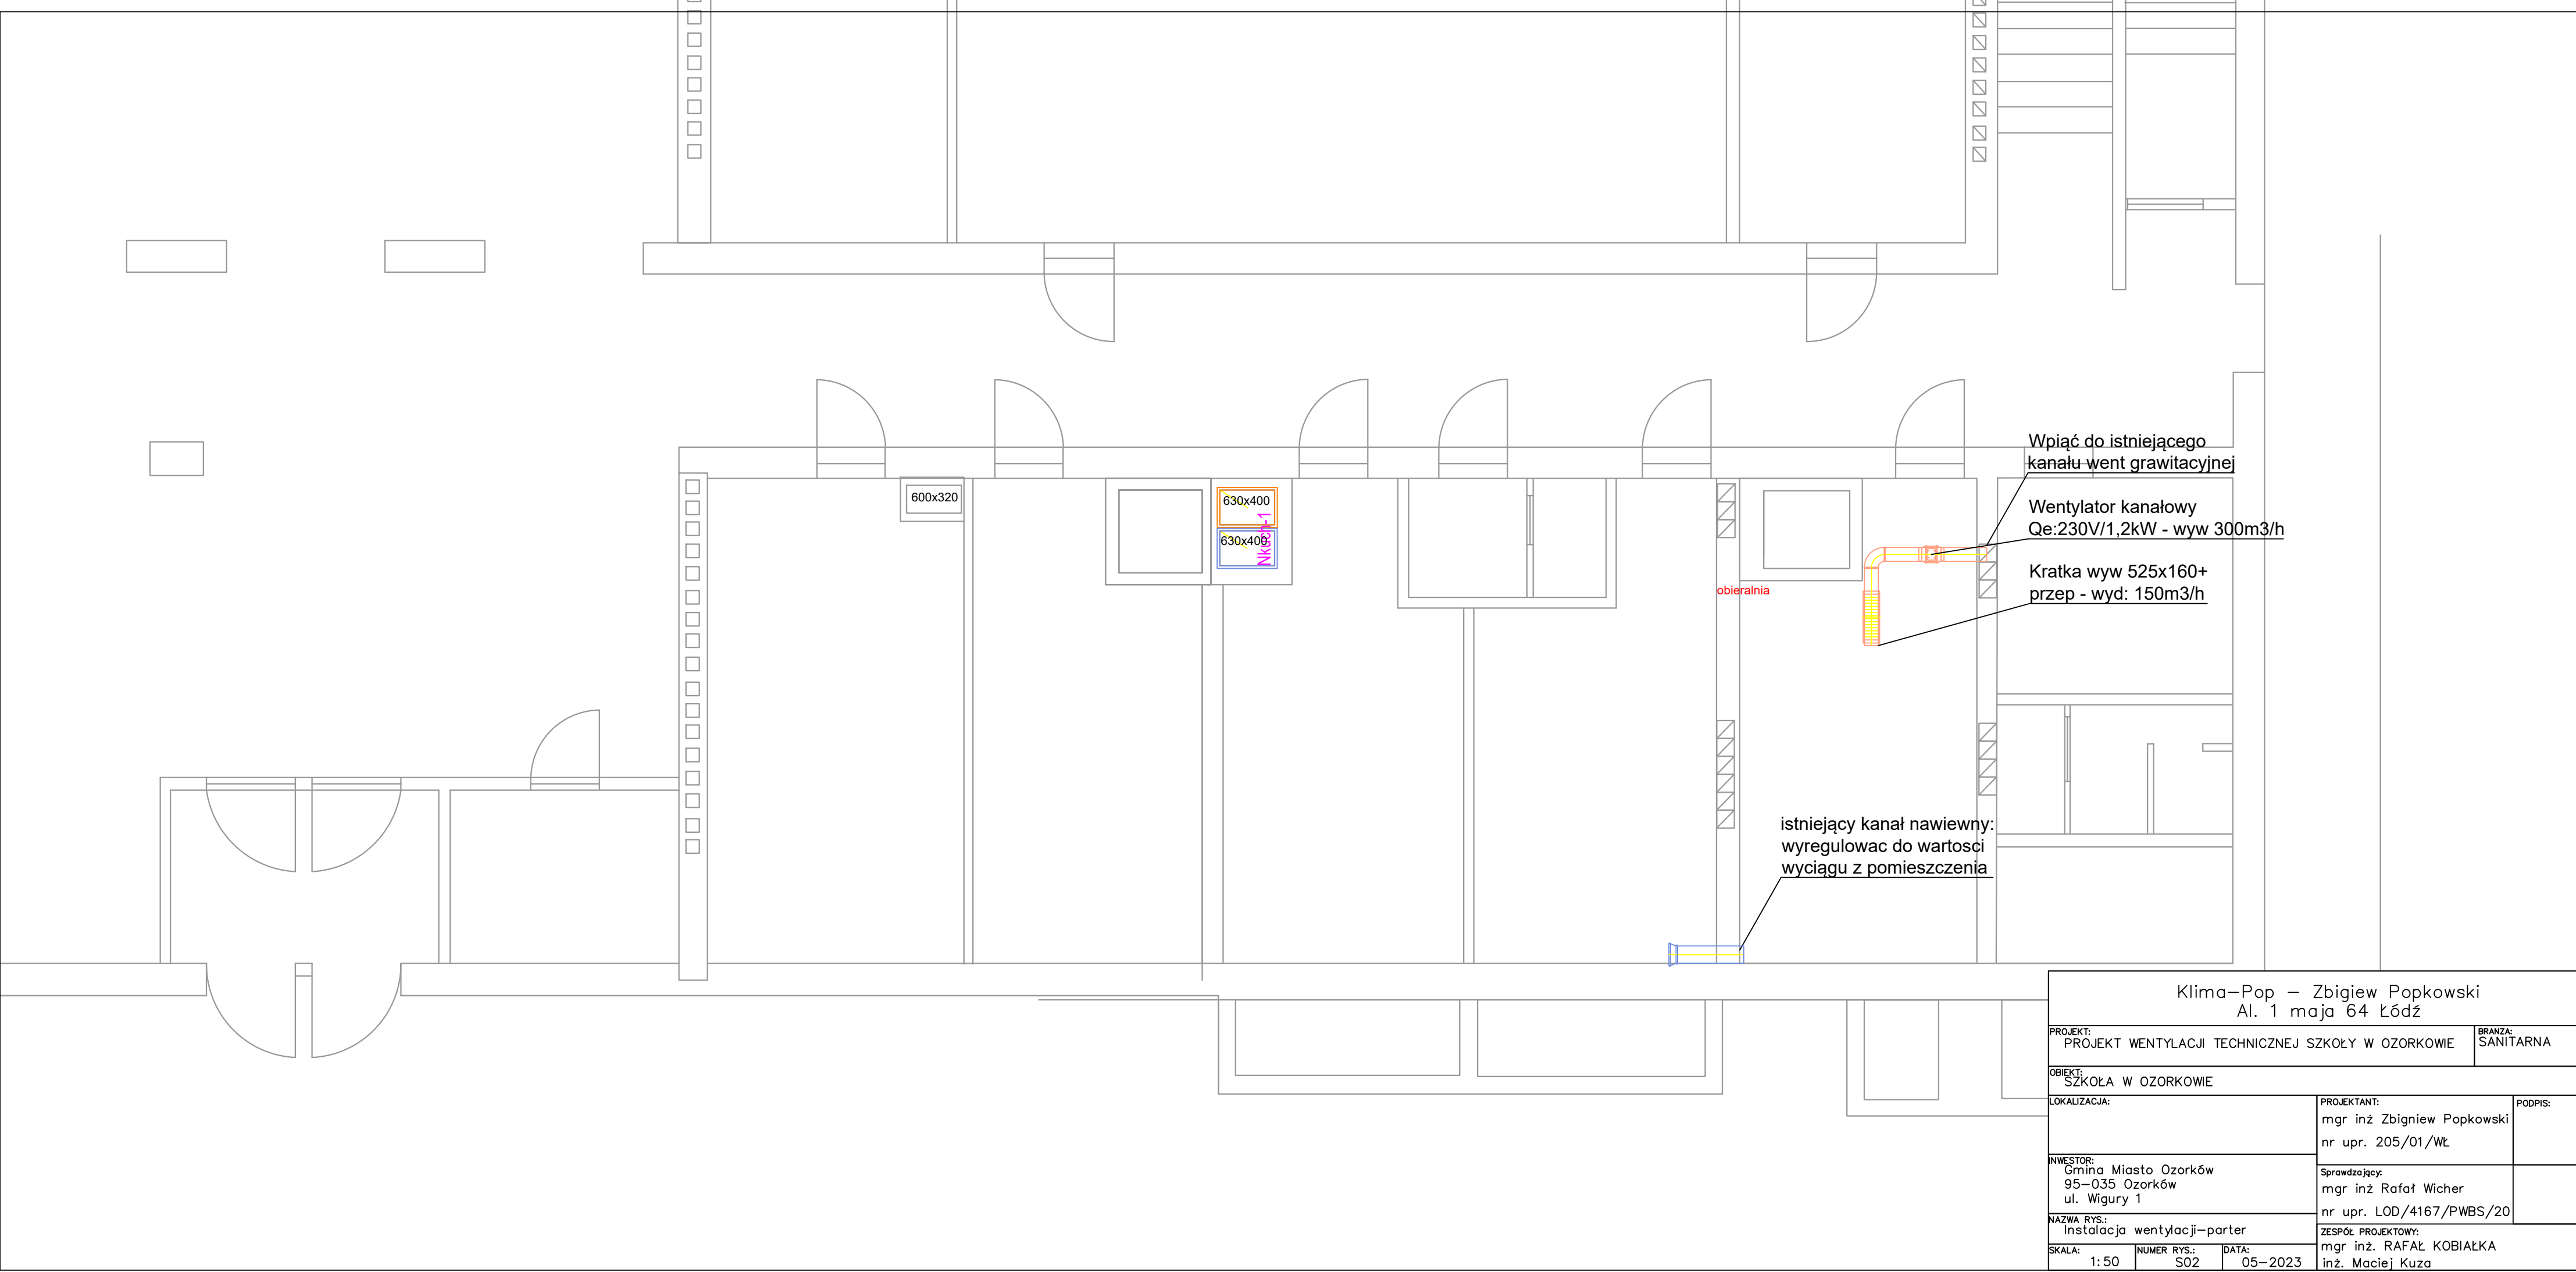 600x320
630x400
630x400
Nkuch-1
obieralnia
Wpiąć do istniejącego
kanału went grawitacyjnej
Wentylator kanałowy
Qe:230V/1,2kW - wyw 300m3/h
Kratka wyw 525x160+
przep - wyd: 150m3/h
istniejący kanał nawiewny:
wyregulowac do wartosci
wyciągu z pomieszczenia
Klima-Pop - Zbigiew Popkowski
Al. 1 maja 64 Łódź
PROJEKT:
PROJEKT WENTYLACJI TECHNICZNEJ SZKOŁY W OZORKOWIE
BRANZA:
SANITARNA
OBIEKT:
SZKOŁA W OZORKOWIE
LOKALIZACJA:
PROJEKTANT:
mgr inż Zbigniew Popkowski
nr upr. 205/01/WŁ
PODPIS:
INWESTOR:
Gmina Miasto Ozorków
95-035 Ozorków
ul. Wigury 1
Sprawdzający:
mgr inż Rafał Wicher
nr upr. LOD/4167/PWBS/20
NAZWA RYS.:
Instalacja wentylacji-parter
ZESPÓŁ PROJEKTOWY:
mgr inż. RAFAŁ KOBIAŁKA
inż. Maciej Kuza
SKALA:
1:50
NUMER RYS.:
S02
DATA:
05-2023